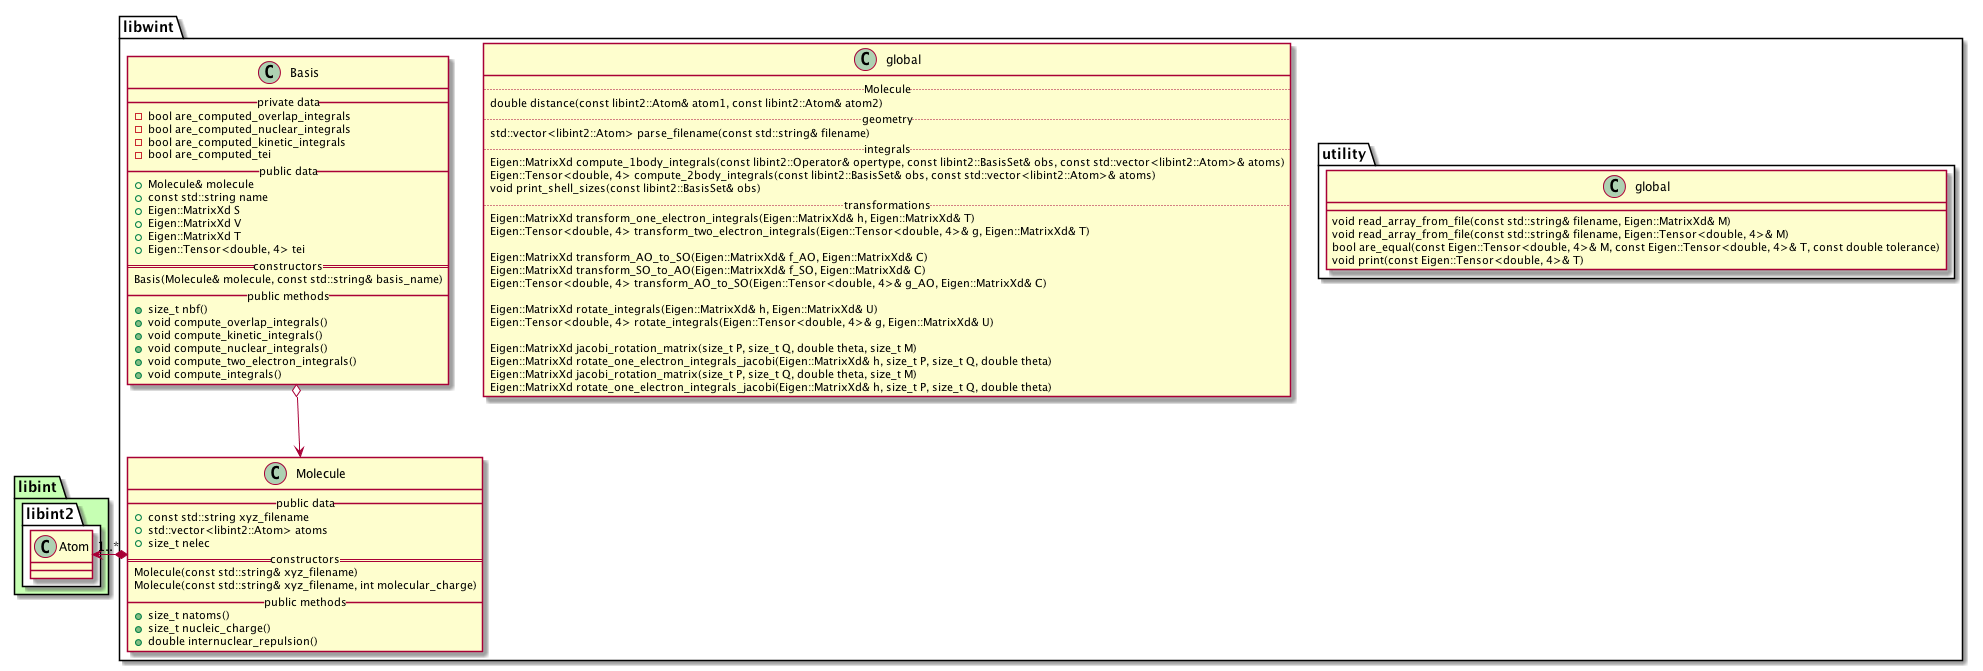 libwint
C Basis
private data
bool are_computed_overlap_integrals
bool are_computed_nuclear_integrals
bool are_computed_kinetic_integrals
bool are_computed_tei
public data
Molecule& molecule
const std::string name
Eigen::MatrixXd S
Eigen::MatrixXd V
Eigen::MatrixXd T
Eigen::Tensor<double, 4> tei
constructors
Basis(Molecule& molecule, const std::string& basis_name)
public methods
size_t nbf()
void compute_overlap_integrals()
void compute_kinetic_integrals()
void compute_nuclear_integrals()
void compute_two_electron_integrals()
void compute_integrals()
C global
Molecule
double distance(const libint2::Atom& atom1, const libint2::Atom& atom2)
geometry
std::vector<libint2::Atom> parse_filename(const std::string& filename)
integrals
Eigen::MatrixXd compute_1body_integrals(const libint2::Operator& opertype, const libint2::BasisSet& obs, const std::vector<libint2::Atom>& atoms)
Eigen::Tensor<double, 4> compute_2body_integrals(const libint2::BasisSet& obs, const std::vector<libint2::Atom>& atoms)
void print_shell_sizes(const libint2::BasisSet& obs)
transformations
Eigen::MatrixXd transform_one_electron_integrals(Eigen::MatrixXd& h, Eigen::MatrixXd& T)
Eigen::Tensor<double, 4> transform_two_electron_integrals(Eigen::Tensor<double, 4>& g, Eigen::MatrixXd& T)
Eigen::MatrixXd transform_AO_to_SO(Eigen::MatrixXd& f_AO, Eigen::MatrixXd& C)
Eigen::MatrixXd transform_SO_to_AO(Eigen::MatrixXd& f_SO, Eigen::MatrixXd& C)
Eigen::Tensor<double, 4> transform_AO_to_SO(Eigen::Tensor<double, 4>& g_AO, Eigen::MatrixXd& C)
Eigen::MatrixXd rotate_integrals(Eigen::MatrixXd& h, Eigen::MatrixXd& U)
Eigen::Tensor<double, 4> rotate_integrals(Eigen::Tensor<double, 4>& g, Eigen::MatrixXd& U)
Eigen::MatrixXd jacobi_rotation_matrix(size_t P, size_t Q, double theta, size_t M)
Eigen::MatrixXd rotate_one_electron_integrals_jacobi(Eigen::MatrixXd& h, size_t P, size_t Q, double theta)
Eigen::MatrixXd jacobi_rotation_matrix(size_t P, size_t Q, double theta, size_t M)
Eigen::MatrixXd rotate_one_electron_integrals_jacobi(Eigen::MatrixXd& h, size_t P, size_t Q, double theta)
utility
C global
void read_array_from_file(const std::string& filename, Eigen::MatrixXd& M)
void read_array_from_file(const std::string& filename, Eigen::Tensor<double, 4>& M)
bool are_equal(const Eigen::Tensor<double, 4>& M, const Eigen::Tensor<double, 4>& T, const double tolerance)
void print(const Eigen::Tensor<double, 4>& T)
libint
libint2
C Atom
1..*
C Molecule
public data
const std::string xyz_filename
std::vector<libint2::Atom> atoms
size_t nelec
constructors
Molecule(const std::string& xyz_filename)
Molecule(const std::string& xyz_filename, int molecular_charge)
public methods
size_t natoms()
size_t nucleic_charge()
double internuclear_repulsion()